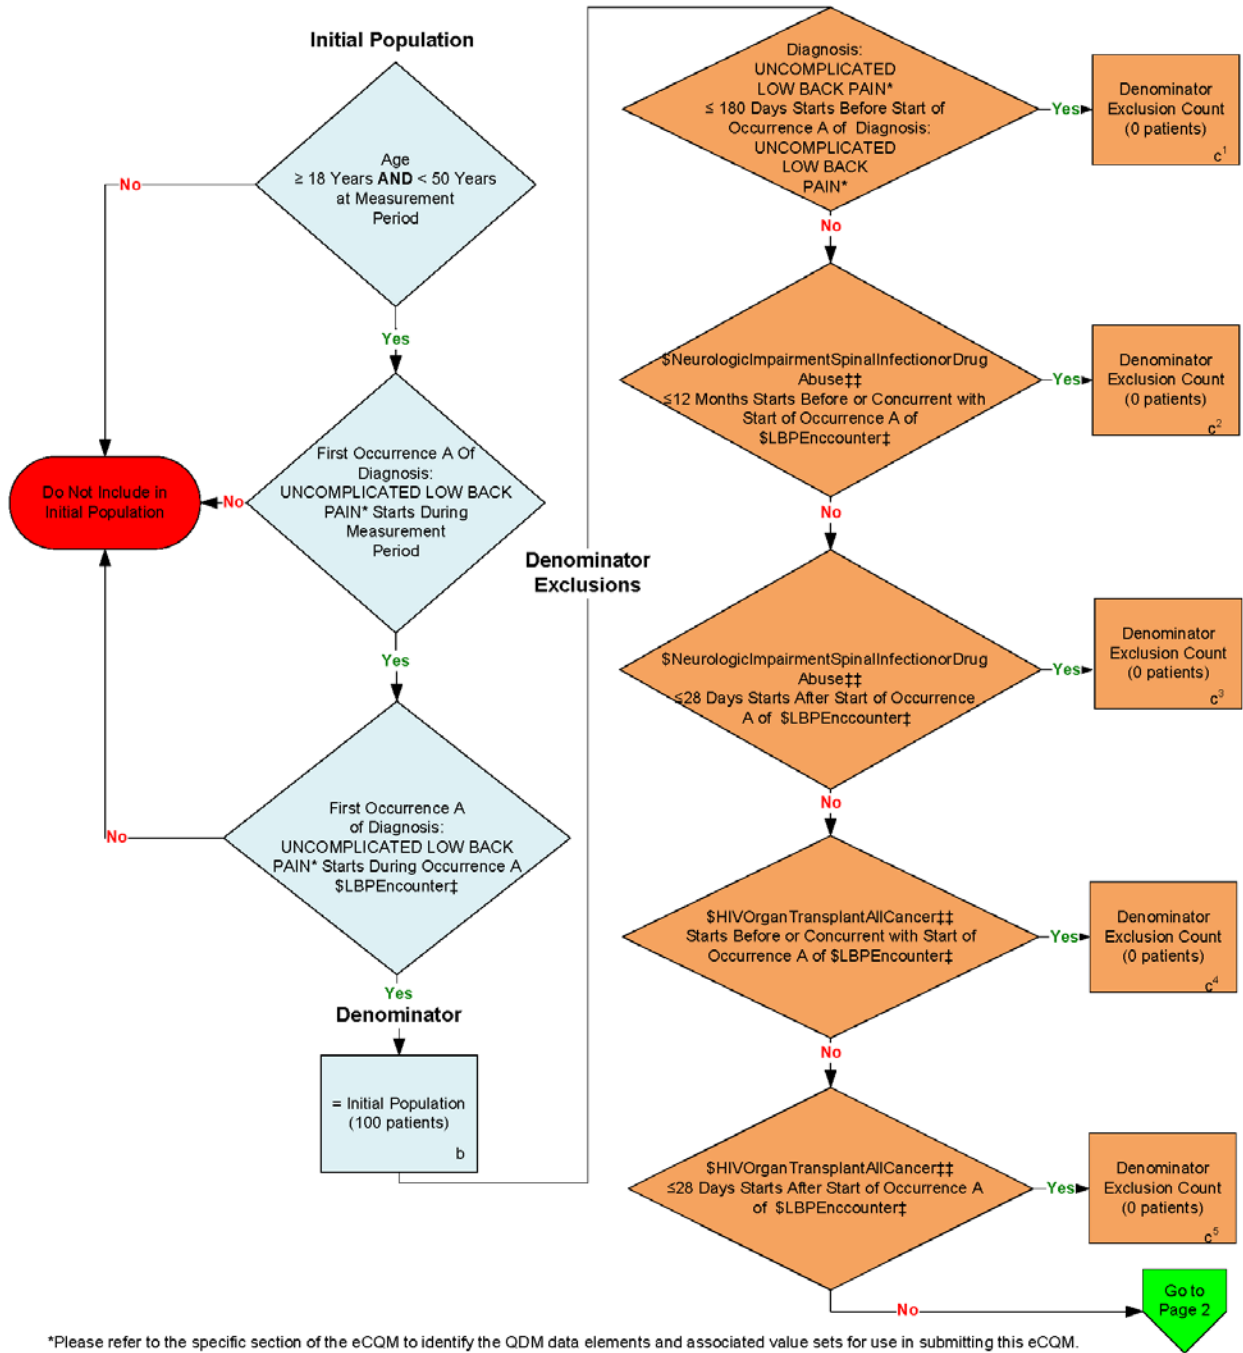 Initial Population
Age
≥ 18 Years AND < 50 Years
at Measurement
Period
No
Yes
First Occurrence A Of
Diagnosis:
UNCOMPLICATED LOW BACK
PAIN* Starts During
Measurement
Period
No
Do Not Include in
Initial Population
Yes
First Occurrence A
of Diagnosis:
UNCOMPLICATED LOW BACK
PAIN* Starts During Occurrence A
$LBPEncounter‡
No
Yes
Denominator
= Initial Population
(100 patients)
b
Denominator
Exclusions
Diagnosis:
UNCOMPLICATED
LOW BACK PAIN*
≤ 180 Days Starts Before Start of
Occurrence A of Diagnosis:
UNCOMPLICATED
LOW BACK
PAIN*
Yes
Denominator
Exclusion Count
(0 patients)
c¹
No
$NeurologicImpairmentSpinalInfectionorDrug
Abuse‡‡
≤12 Months Starts Before or Concurrent with
Start of Occurrence A of
$LBPEnccounter‡
Yes
Denominator
Exclusion Count
(0 patients)
c²
No
$NeurologicImpairmentSpinalInfectionorDrug
Abuse‡‡
≤28 Days Starts After Start of Occurrence
A of $LBPEnccounter‡
Yes
Denominator
Exclusion Count
(0 patients)
c³
No
$HIVOrganTransplantAllCancer‡‡
Starts Before or Concurrent with Start of
Occurrence A of $LBPEnccounter‡
Yes
Denominator
Exclusion Count
(0 patients)
c⁴
No
$HIVOrganTransplantAllCancer‡‡
≤28 Days Starts After Start of Occurrence A
of $LBPEnccounter‡
Yes
Denominator
Exclusion Count
(0 patients)
c⁵
No
Go to
Page 2
*Please refer to the specific section of the eCQM to identify the QDM data elements and associated value sets for use in submitting this eCQM.